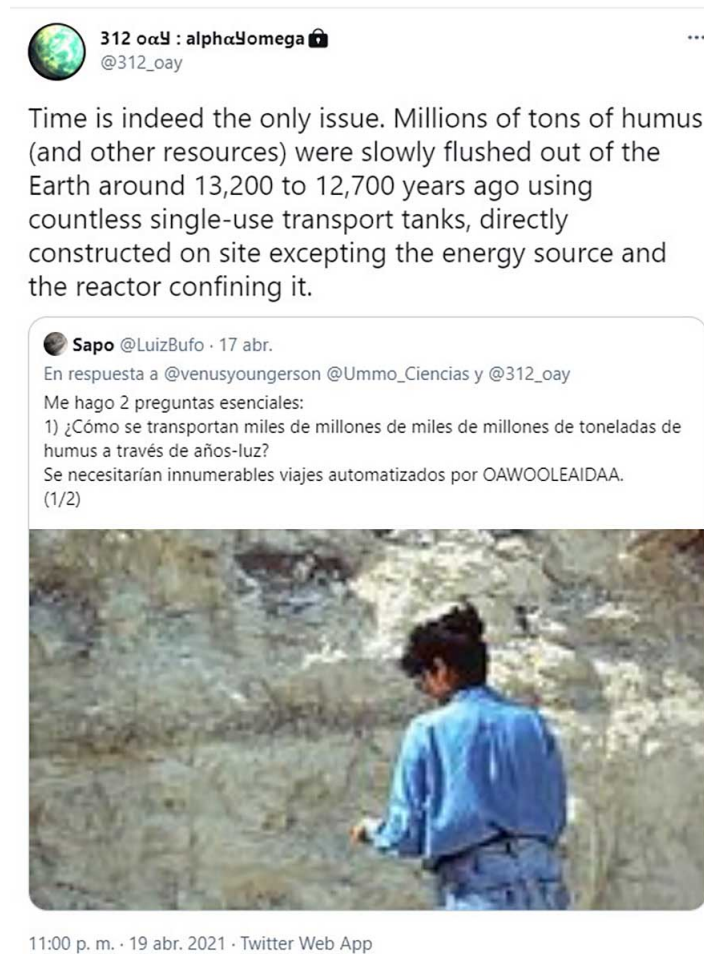 312 oαy : alphαyomega
@312_oay
Time is indeed the only issue. Millions of tons of humus
(and other resources) were slowly flushed out of the
Earth around 13,200 to 12,700 years ago using
countless single-use transport tanks, directly
constructed on site excepting the energy source and
the reactor confining it.
Sapo @LuizBufo · 17 abr.
En respuesta a @venusyoungerson @Ummo_Ciencias y @312_oay
Me hago 2 preguntas esenciales:
1) ¿Cómo se transportan miles de millones de miles de millones de toneladas de
humus a través de años-luz?
Se necesitarían innumerables viajes automatizados por OAWOOLEAIDAA.
(1/2)
11:00 p. m. · 19 abr. 2021 · Twitter Web App